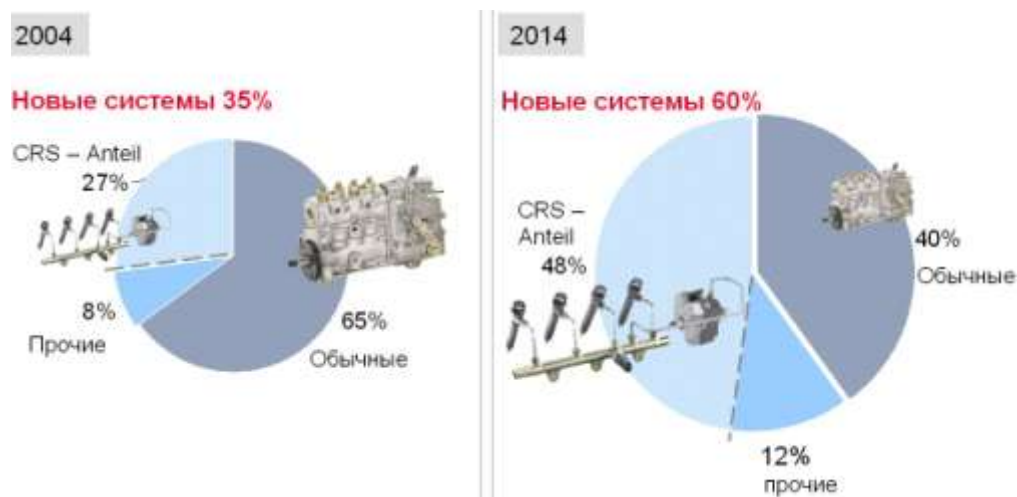 2004
Новые системы 35%
CRS – Anteil
27%
8%
Прочие
65%
Обычные
2014
Новые системы 60%
CRS –
Anteil
48%
40%
Обычные
12%
прочие